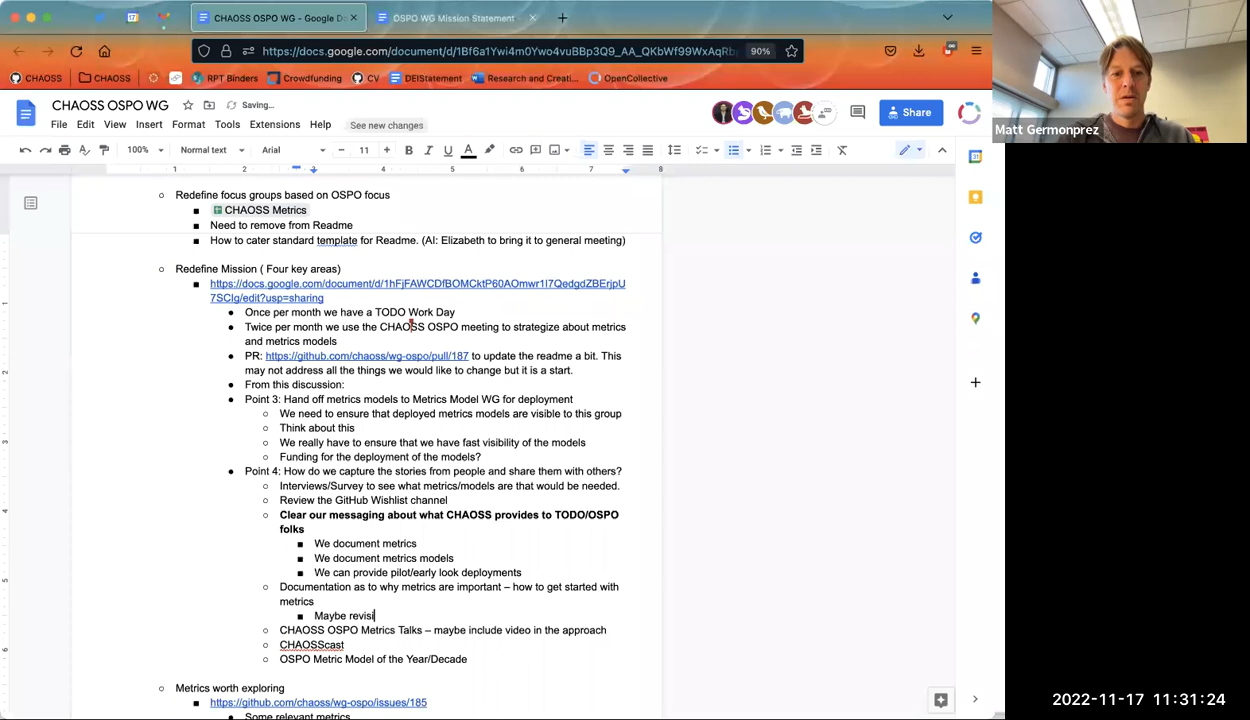 CHAOSS OSPO WG - Google Do
OSPO WG Mission Statement -
https://docs.google.com/document/d/1Bf6a1Ywi4m0Ywo4vuBBp3Q9_AA_QKbWf99WxAqRb
90%
CHAOSS
CHAOSS
RPT Binders
Crowdfunding
CV
DEIStatement
Research and Creati...
OpenCollective
CHAOSS OSPO WG
Saving...
File Edit View Insert Format Tools Extensions Help
See new changes
Share
Matt Germonprez
100% Normal text Arial 11
1 2 3 4 5 6 7 8
Redefine focus groups based on OSPO focus
CHAOSS Metrics
Need to remove from Readme
How to cater standard template for Readme. (AI: Elizabeth to bring it to general meeting)
Redefine Mission ( Four key areas)
https://docs.google.com/document/d/1hFjFAWCDfBOMCktP60AOmwr1I7QedgdZBErjpU
7SCIg/edit?usp=sharing
Once per month we have a TODO Work Day
Twice per month we use the CHAOSS OSPO meeting to strategize about metrics
and metrics models
PR: https://github.com/chaoss/wg-ospo/pull/187 to update the readme a bit. This
may not address all the things we would like to change but it is a start.
From this discussion:
Point 3: Hand off metrics models to Metrics Model WG for deployment
We need to ensure that deployed metrics models are visible to this group
Think about this
We really have to ensure that we have fast visibility of the models
Funding for the deployment of the models?
Point 4: How do we capture the stories from people and share them with others?
Interviews/Survey to see what metrics/models are that would be needed.
Review the GitHub Wishlist channel
Clear our messaging about what CHAOSS provides to TODO/OSPO
folks
We document metrics
We document metrics models
We can provide pilot/early look deployments
Documentation as to why metrics are important – how to get started with
metrics
Maybe revisi
CHAOSS OSPO Metrics Talks – maybe include video in the approach
CHAOSScast
OSPO Metric Model of the Year/Decade
Metrics worth exploring
https://github.com/chaoss/wg-ospo/issues/185
Some relevant metrics
2022-11-17 11:31:24